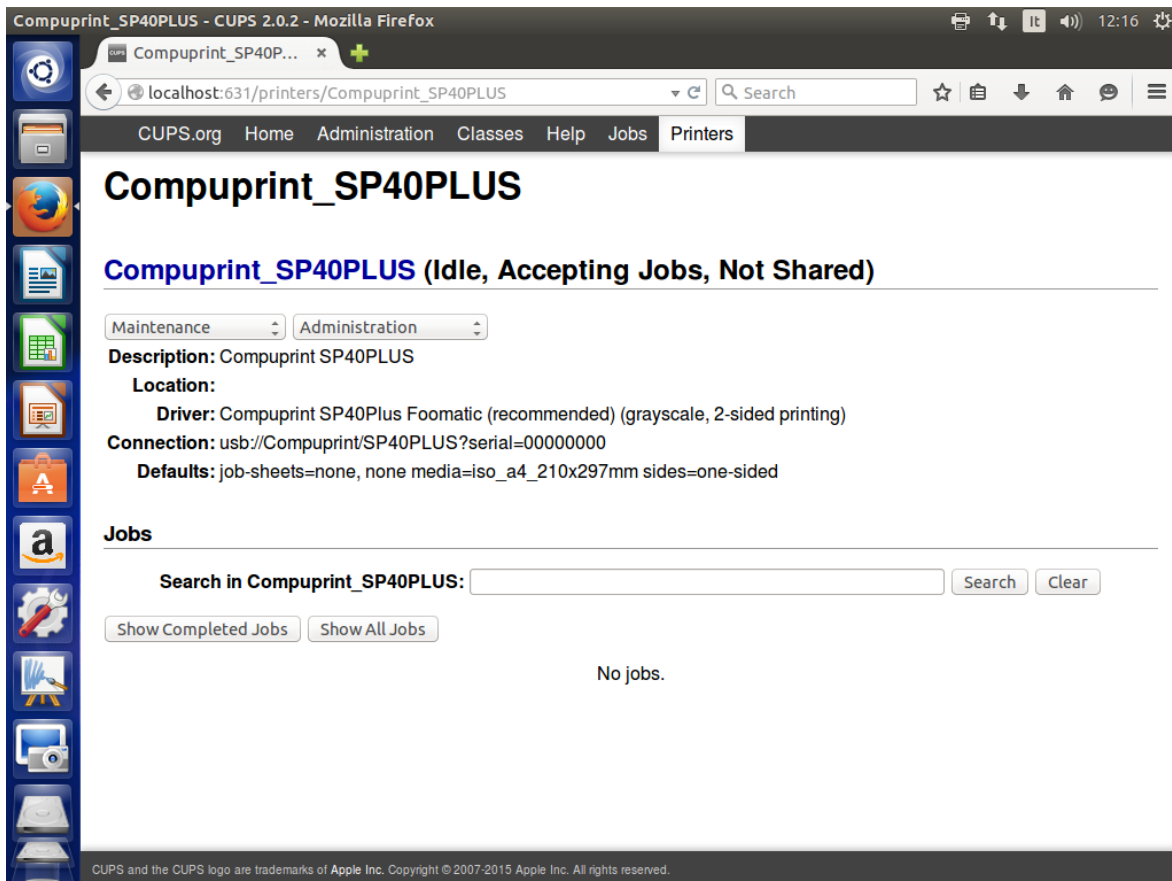 Compuprint_SP40PLUS - CUPS 2.0.2 - Mozilla Firefox
It
12:16
CUPS
Compuprint_SP40P...
localhost:631/printers/Compuprint_SP40PLUS
Search
CUPS.org Home Administration Classes Help Jobs Printers
Compuprint_SP40PLUS
Compuprint_SP40PLUS (Idle, Accepting Jobs, Not Shared)
Maintenance Administration
Description: Compuprint SP40PLUS
Location:
Driver: Compuprint SP40Plus Foomatic (recommended) (grayscale, 2-sided printing)
Connection: usb://Compuprint/SP40PLUS?serial=00000000
Defaults: job-sheets=none, none media=iso_a4_210x297mm sides=one-sided
Jobs
Search in Compuprint_SP40PLUS: Search Clear
Show Completed Jobs Show All Jobs
No jobs.
CUPS and the CUPS logo are trademarks of Apple Inc. Copyright © 2007-2015 Apple Inc. All rights reserved.